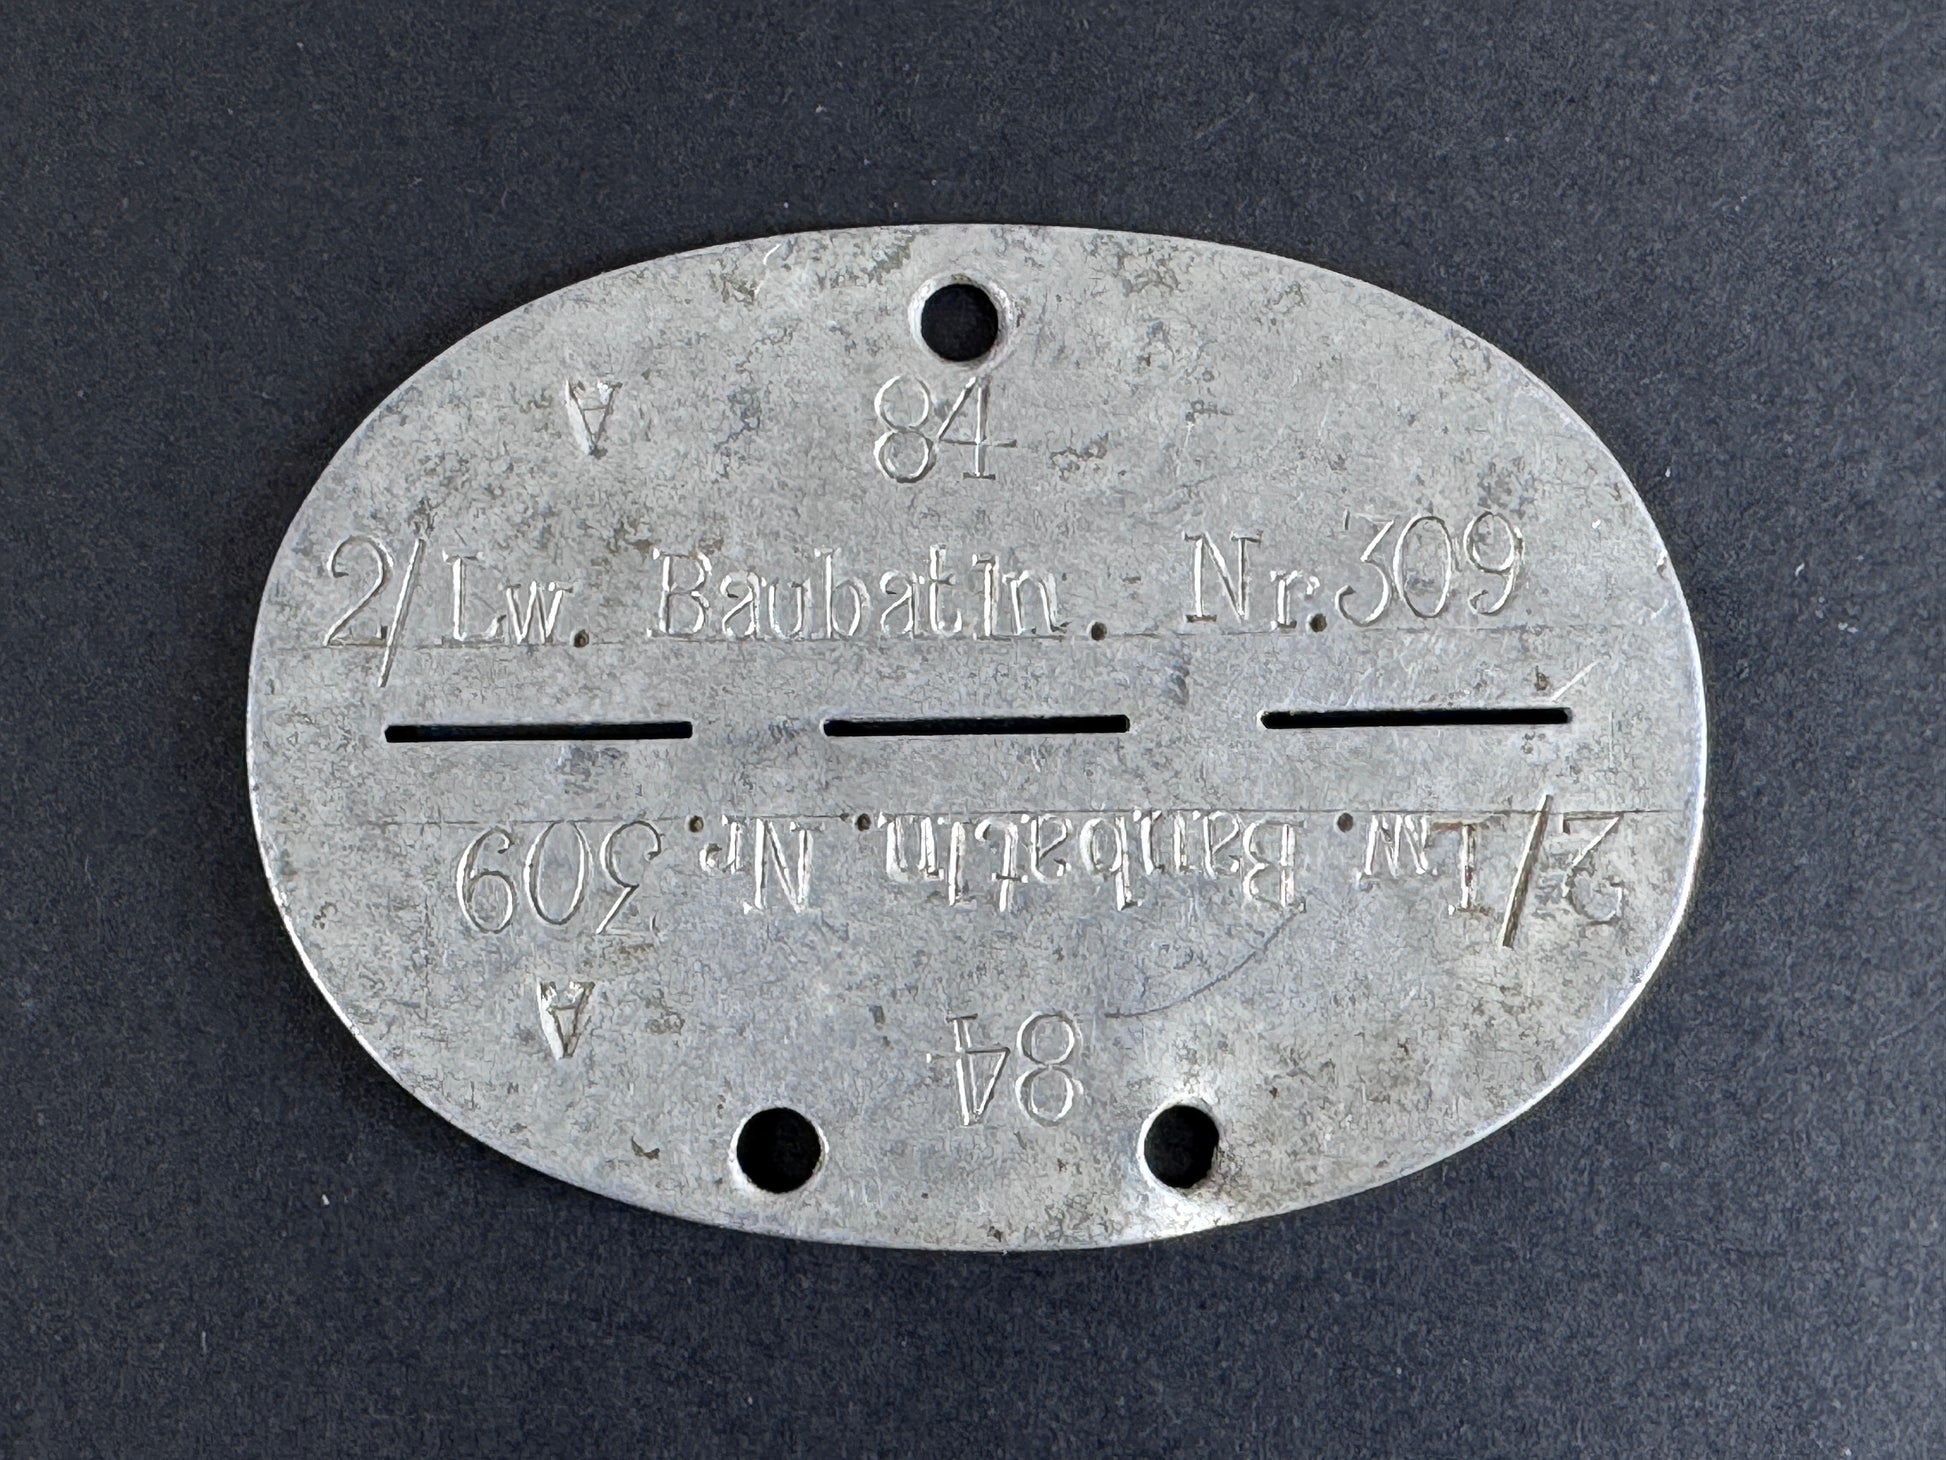 A 84
2/Lw. Baubatln. Nr.309
2/Lw. Baubatln. Nr. 309
84 A